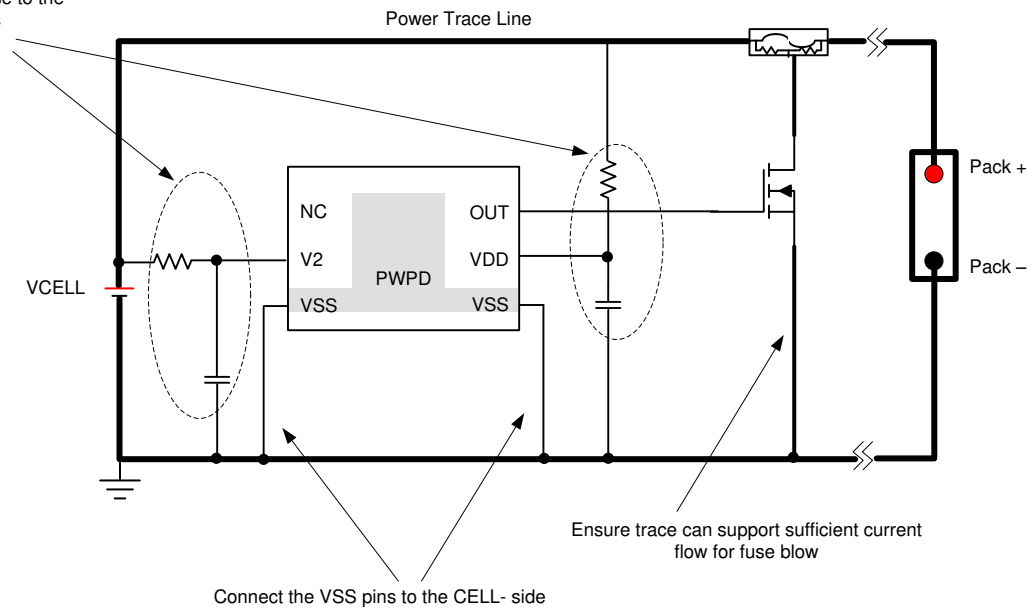 se to the
Power Trace Line
Pack +
NC
OUT
V2
VDD
Pack –
PWPD
VCELL
VSS
VSS
Ensure trace can support sufficient current
flow for fuse blow
Connect the VSS pins to the CELL- side